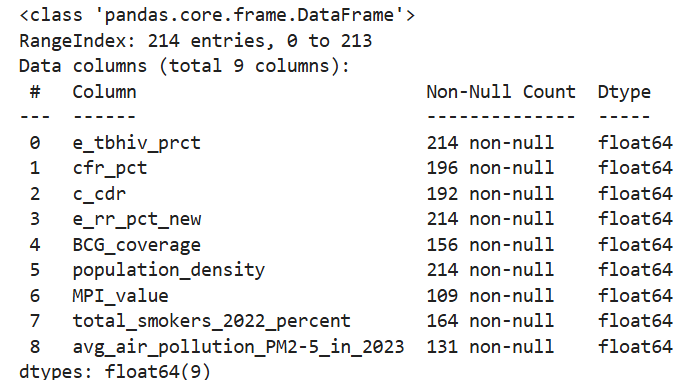 <class 'pandas.core.frame.DataFrame'>
RangeIndex: 214 entries, 0 to 213
Data columns (total 9 columns):
 #   Column                        Non-Null Count  Dtype
---  ------                        --------------  -----
 0   e_tbhiv_prct                  214 non-null    float64
 1   cfr_pct                       196 non-null    float64
 2   c_cdr                         192 non-null    float64
 3   e_rr_pct_new                  214 non-null    float64
 4   BCG_coverage                  156 non-null    float64
 5   population_density            214 non-null    float64
 6   MPI_value                     109 non-null    float64
 7   total_smokers_2022_percent    164 non-null    float64
 8   avg_air_pollution_PM2-5_in_2023  131 non-null    float64
dtypes: float64(9)